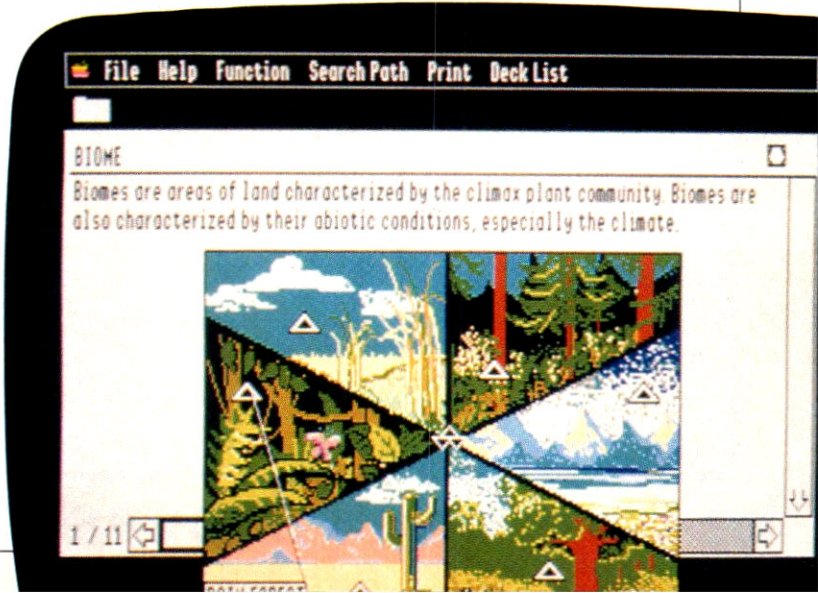 File Help Function Search Path Print Deck List
BIOME
Biomes are areas of land characterized by the climax plant community. Biomes are
also characterized by their abiotic conditions, especially the climate.
1 / 11
FOREST